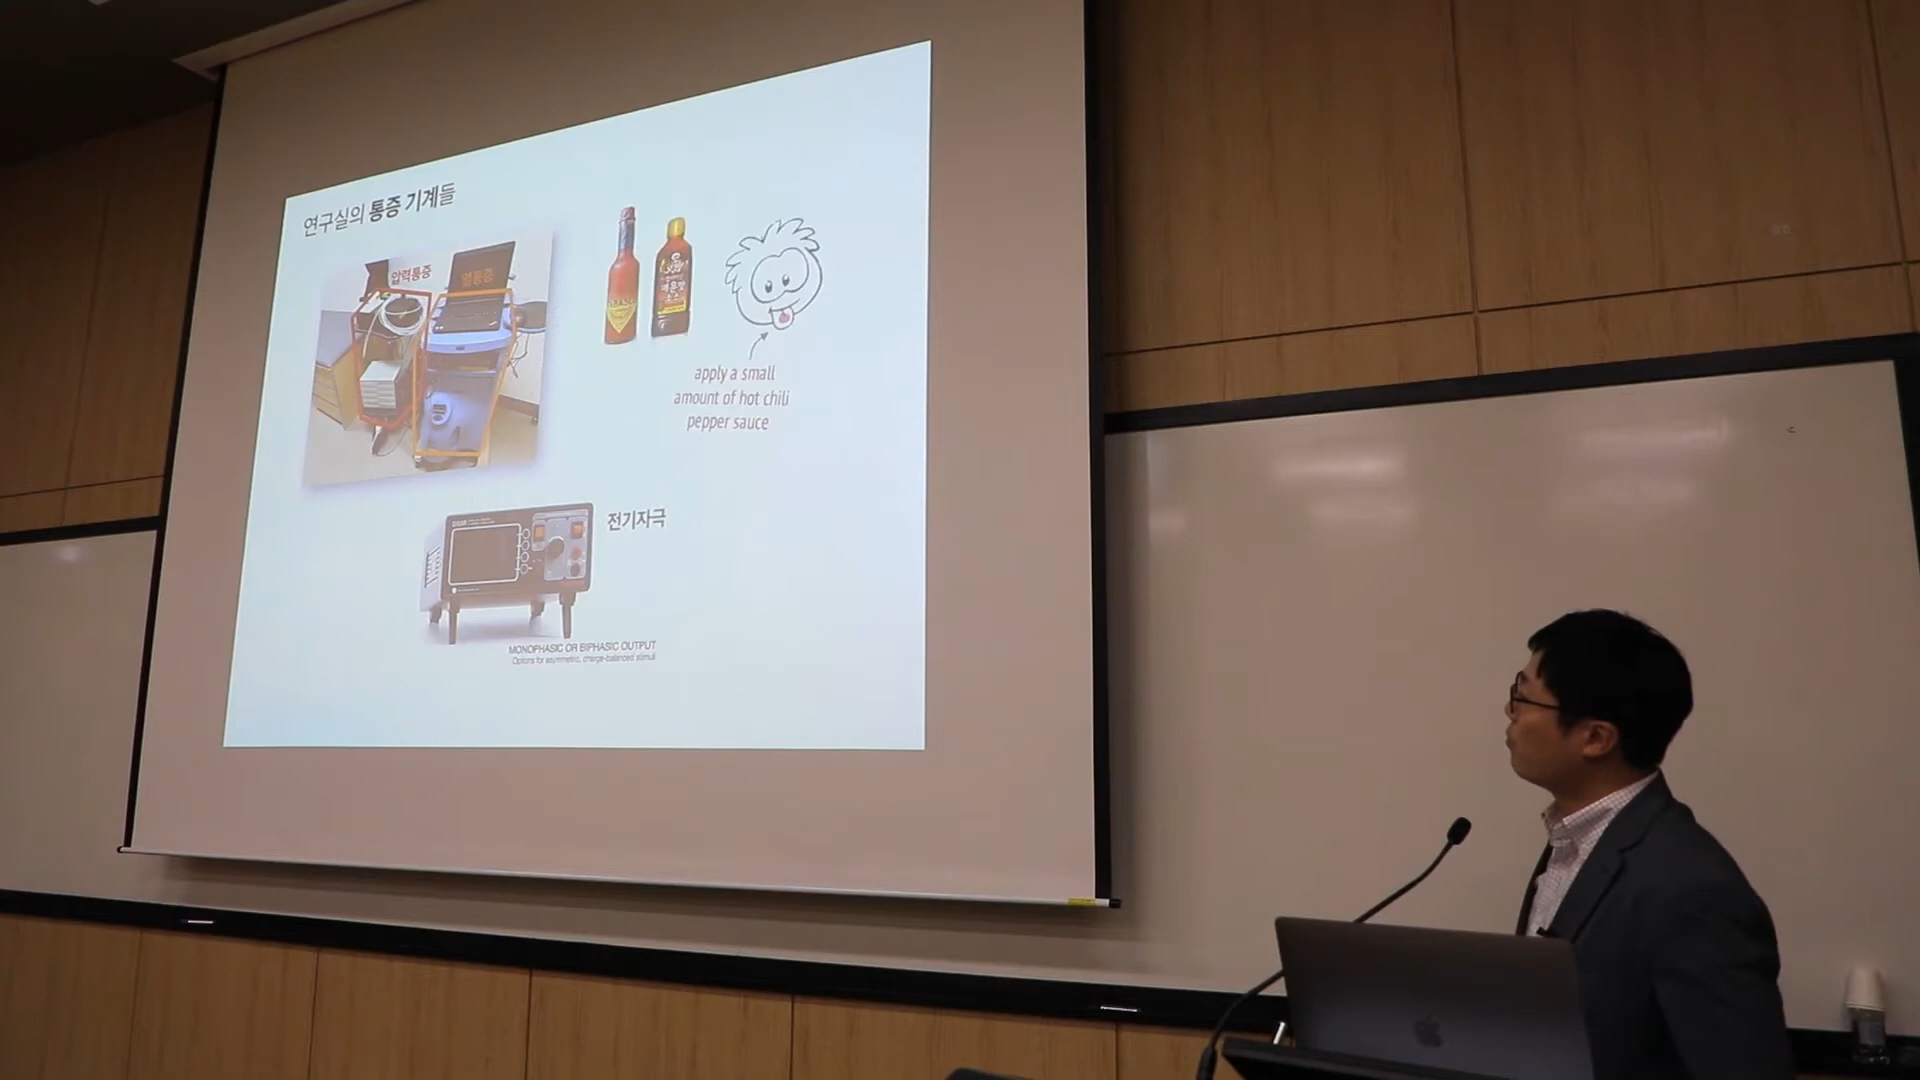 연구실의 통증 기계들
압력통증
열통증
apply a small
amount of hot chili
pepper sauce
전기자극
MONOPHASIC OR BIPHASIC OUTPUT
Options for asymmetric, charge-balanced stimuli